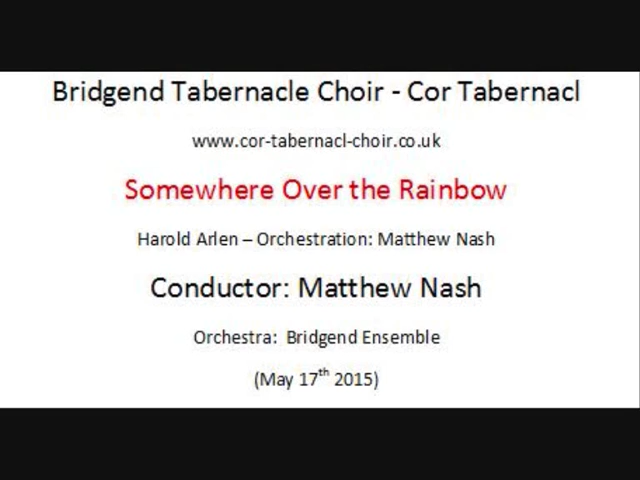 Bridgend Tabernacle Choir - Cor Tabernacl
www.cor-tabernacl-choir.co.uk
Somewhere Over the Rainbow
Harold Arlen – Orchestration: Matthew Nash
Conductor: Matthew Nash
Orchestra:  Bridgend Ensemble
(May 17th 2015)